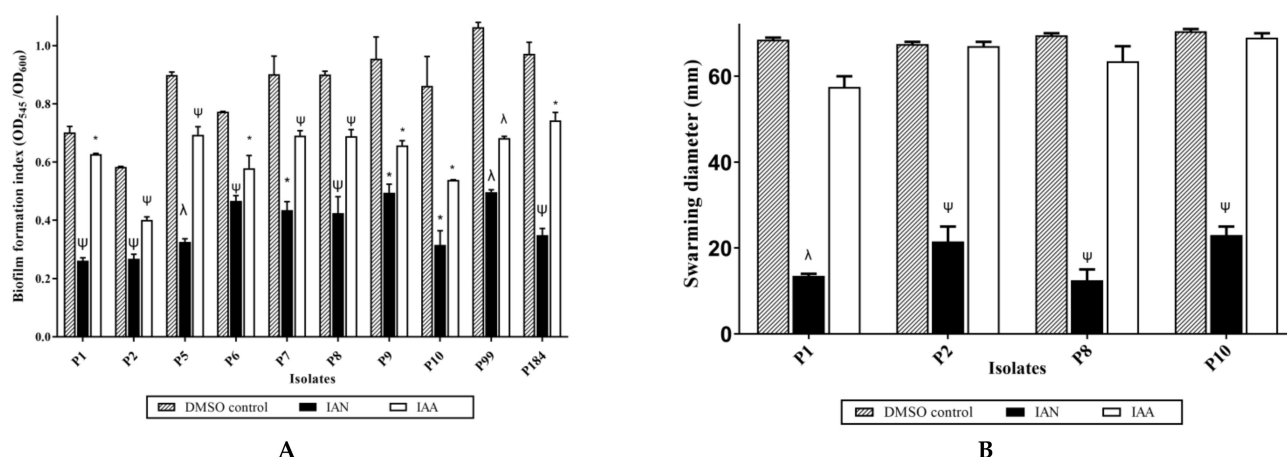 Biofilm formation index (OD545/OD600)
1.0
0.8
0.6
0.4
0.2
0.0
ψ
*
ψ
ψ
λ
ψ
ψ
*
*
ψ
ψ
ψ
*
*
*
*
λ
λ
ψ
*
P1 P2 P5 P6 P7 P8 P9 P10 P99 P184
Isolates
DMSO control IAN IAA
A
Swarming diameter (mm)
60
40
20
0
λ
ψ
ψ
ψ
P1 P2 P8 P10
Isolates
DMSO control IAN IAA
B